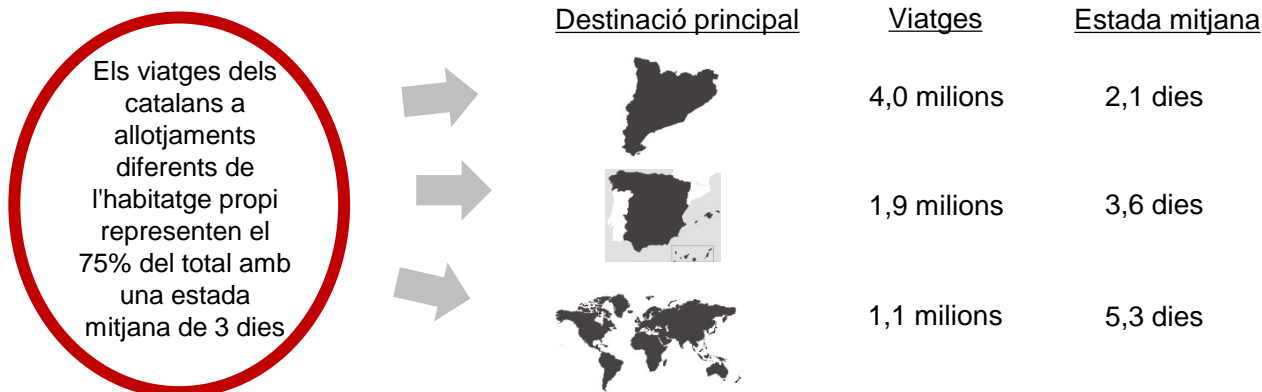 Destinació principal Viatges Estada mitjana
Els viatges dels
catalans a
allotjaments
diferents de
l'habitatge propi
representen el
75% del total amb
una estada
mitjana de 3 dies
4,0 milions 2,1 dies
1,9 milions 3,6 dies
1,1 milions 5,3 dies